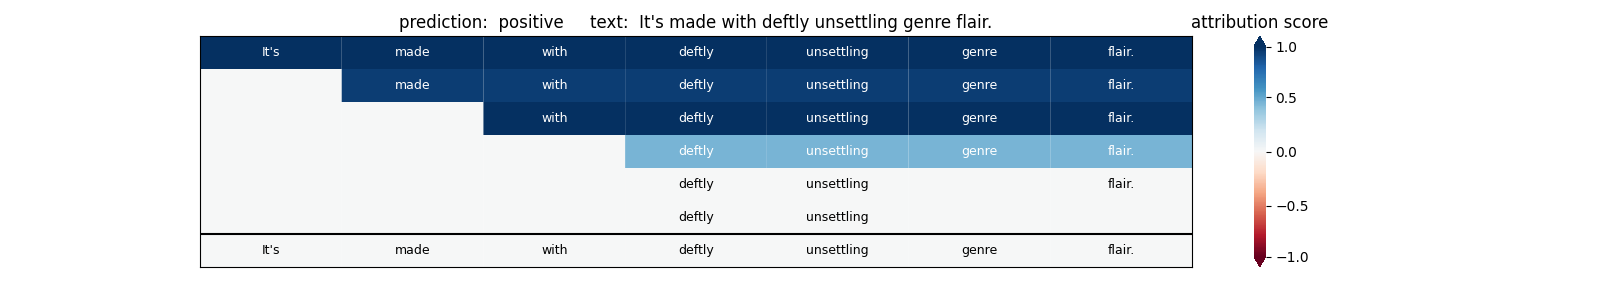 prediction:  positive     text:  It's made with deftly unsettling genre flair.     attribution score
It's made with deftly unsettling genre flair.     1.0
made with deftly unsettling genre flair.
0.5
with deftly unsettling genre flair.
deftly unsettling genre flair.     0.0
deftly unsettling flair.
−0.5
deftly unsettling
It's made with deftly unsettling genre flair.     −1.0